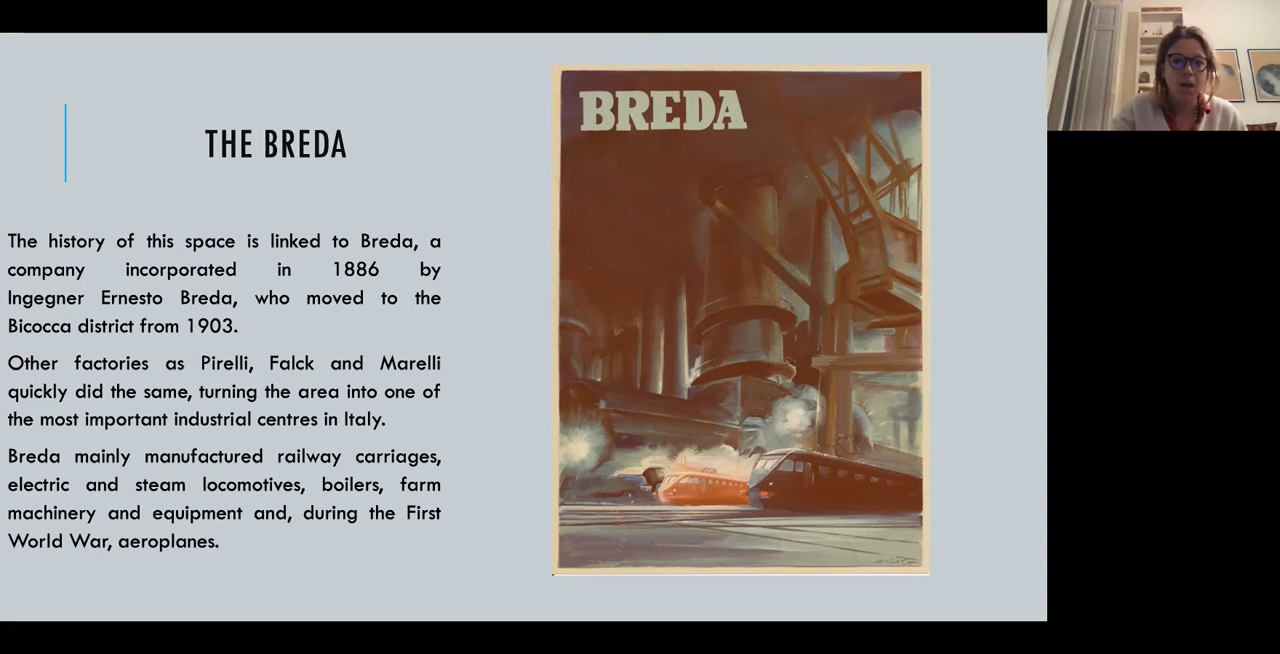 THE BREDA
The history of this space is linked to Breda, a
company incorporated in 1886 by
Ingegner Ernesto Breda, who moved to the
Bicocca district from 1903.
Other factories as Pirelli, Falck and Marelli
quickly did the same, turning the area into one of
the most important industrial centres in Italy.
Breda mainly manufactured railway carriages,
electric and steam locomotives, boilers, farm
machinery and equipment and, during the First
World War, aeroplanes.
BREDA